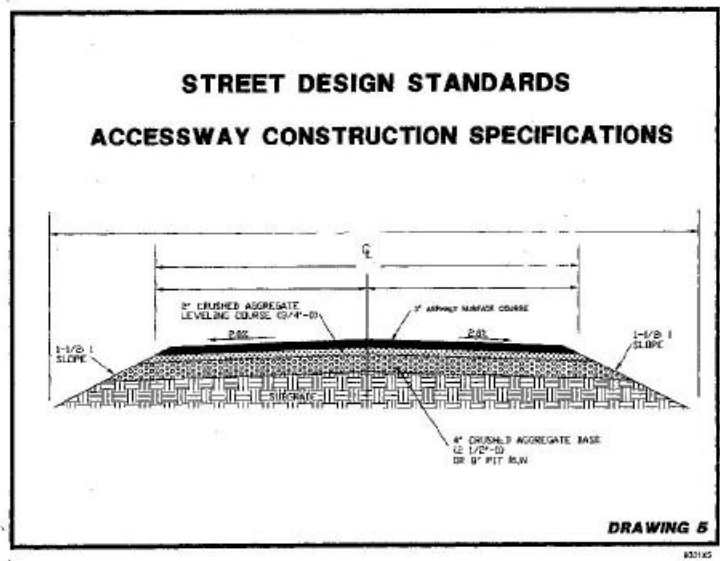 STREET DESIGN STANDARDS
ACCESSWAY CONSTRUCTION SPECIFICATIONS
℄
2" CRUSHED AGGREGATE
LEVELING COURSE (3/4"-0)
ASPHALT SURFACE COURSE
2.0%
2.0%
1-1/2: 1
SLOPE
1-1/2: 1
SLOPE
SUBGRADE
4" CRUSHED AGGREGATE BASE
(2 1/2"-0)
OR 8" PIT RUN
DRAWING 5